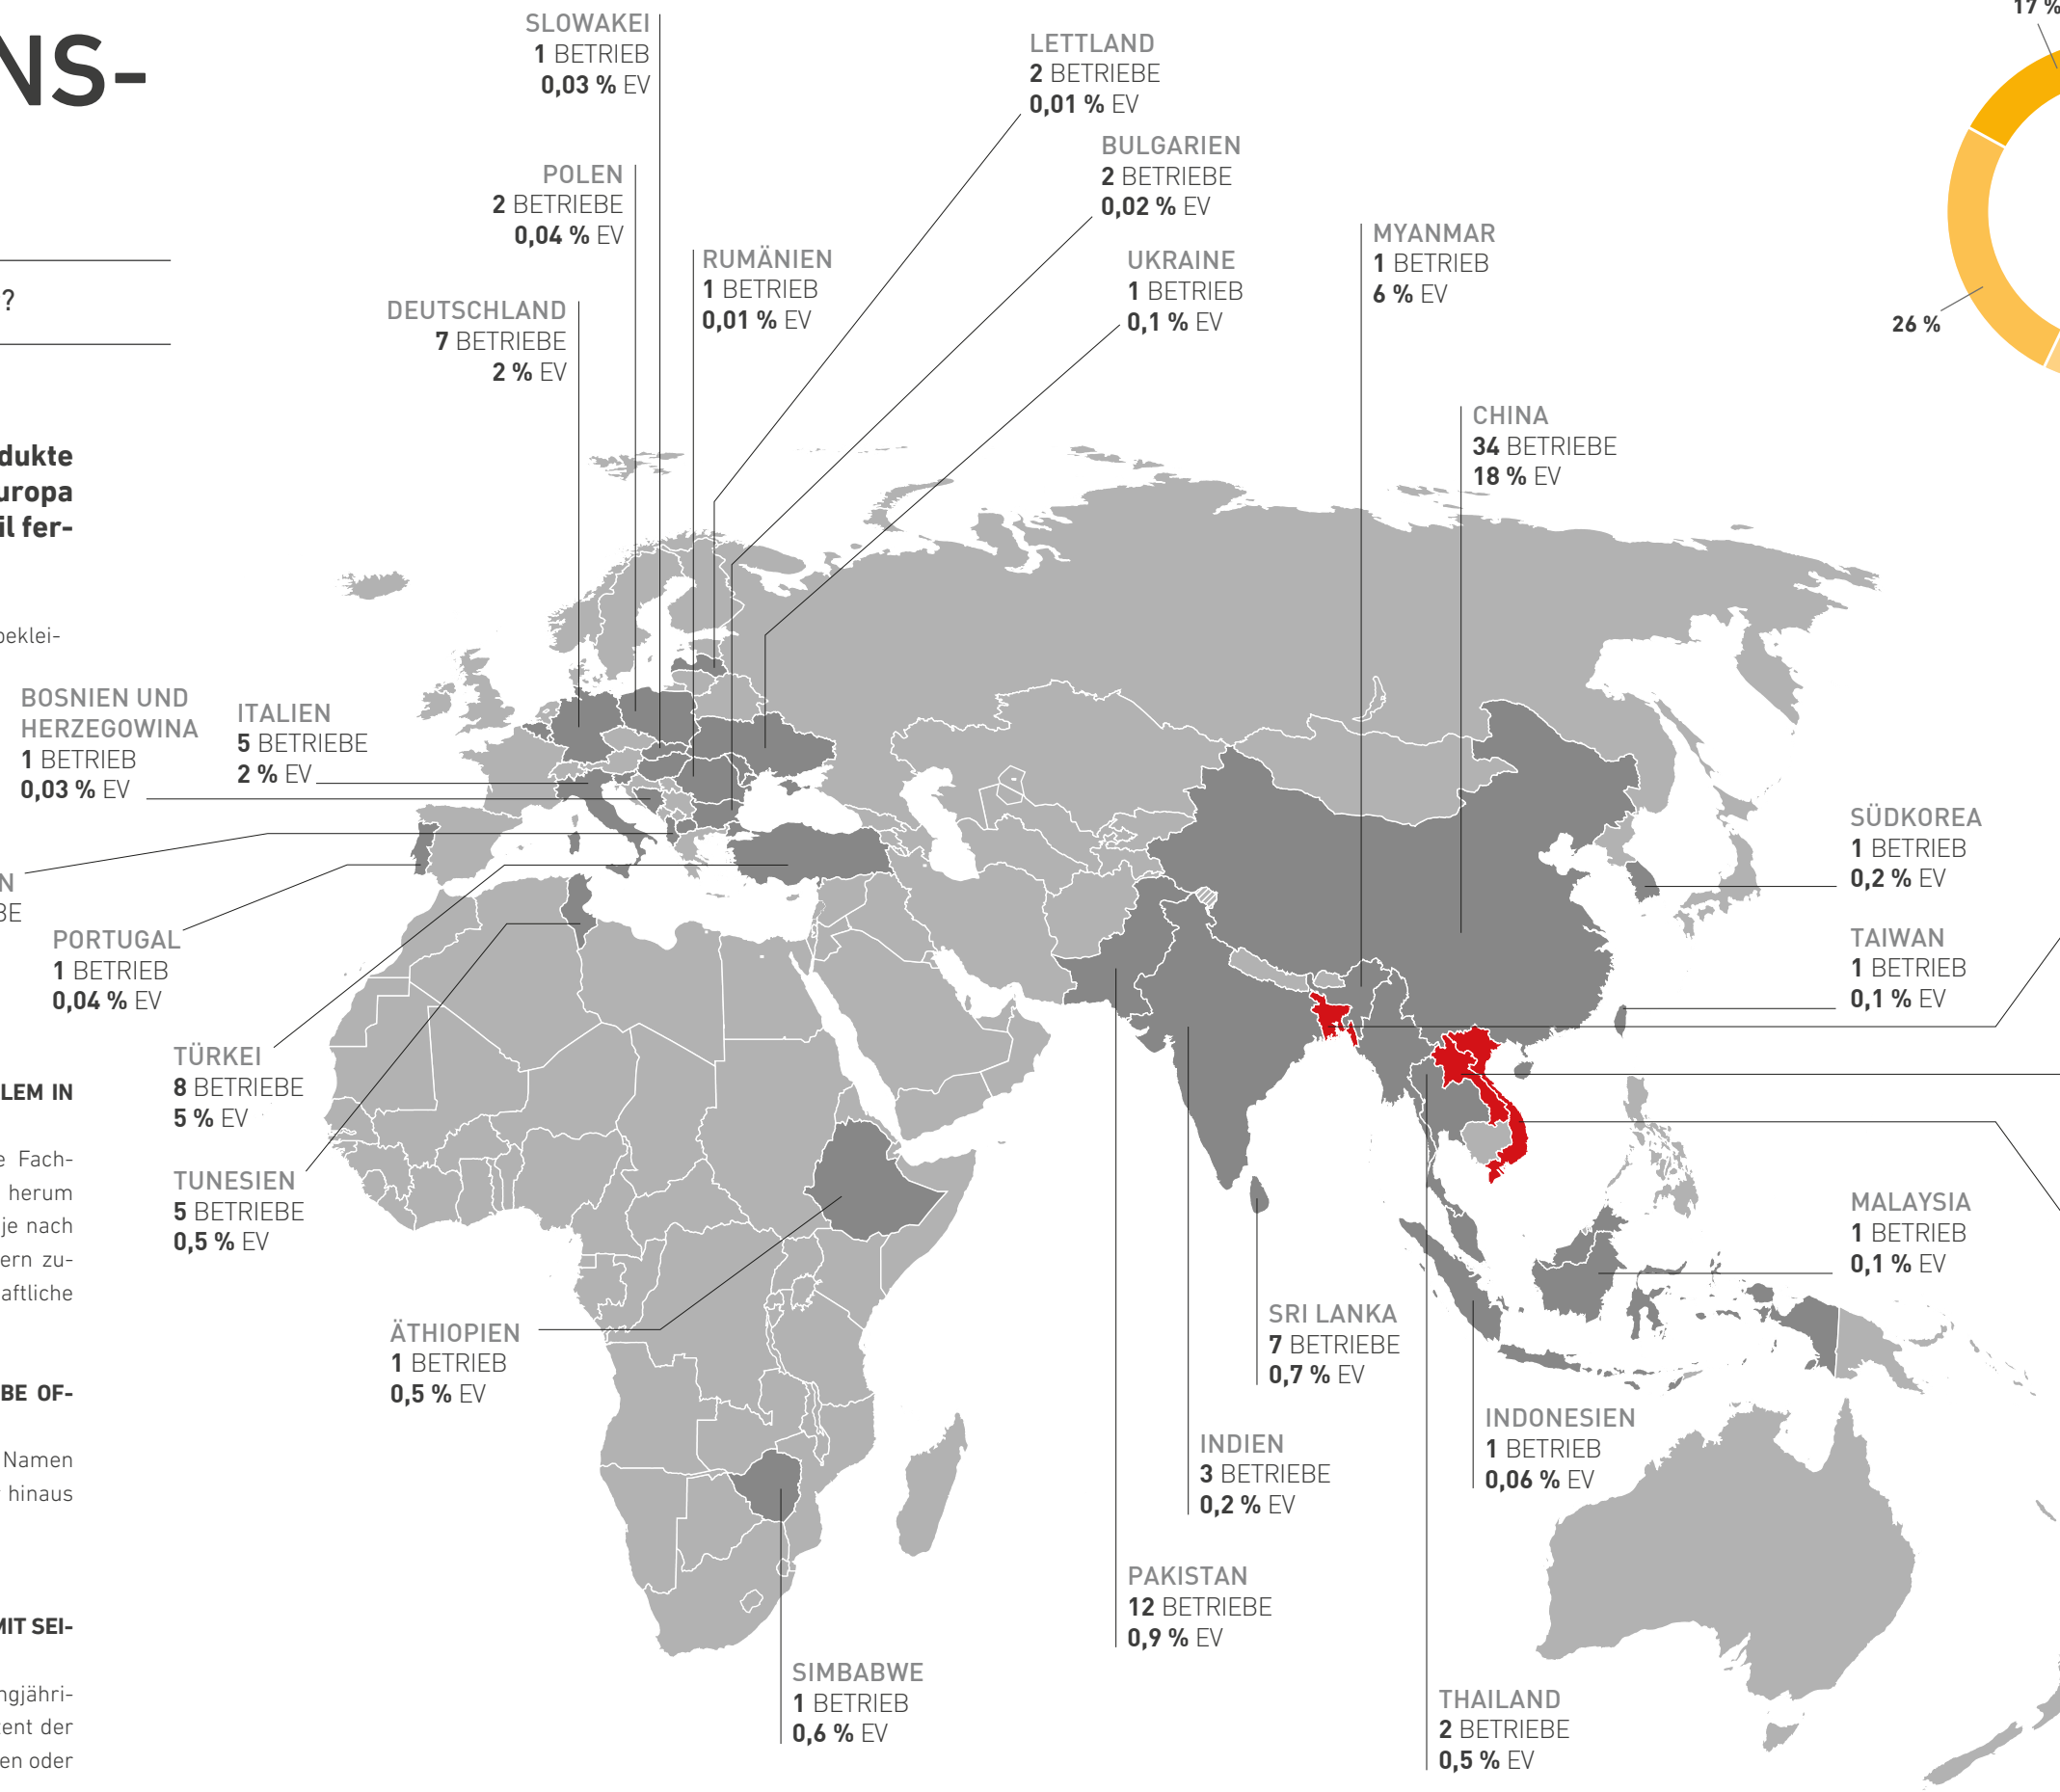 NS-
?
dukte
uropa
il fer-
beklei-
LEM IN
e Fach-
herum
je nach
ern zu-
aftliche
BE OF-
Namen
hinaus
MIT SEI-
ngjähri-
ent der
en oder
SLOWAKEI
1 BETRIEB
0,03 % EV
LETTLAND
2 BETRIEBE
0,01 % EV
POLEN
2 BETRIEBE
0,04 % EV
BULGARIEN
2 BETRIEBE
0,02 % EV
RUMÄNIEN
1 BETRIEB
0,01 % EV
UKRAINE
1 BETRIEB
0,1 % EV
MYANMAR
1 BETRIEB
6 % EV
DEUTSCHLAND
7 BETRIEBE
2 % EV
CHINA
34 BETRIEBE
18 % EV
17 %
26 %
BOSNIEN UND
HERZEGOWINA
1 BETRIEB
0,03 % EV
ITALIEN
5 BETRIEBE
2 % EV
N
BE
PORTUGAL
1 BETRIEB
0,04 % EV
TÜRKEI
8 BETRIEBE
5 % EV
TUNESIEN
5 BETRIEBE
0,5 % EV
ÄTHIOPIEN
1 BETRIEB
0,5 % EV
SIMBABWE
1 BETRIEB
0,6 % EV
SÜDKOREA
1 BETRIEB
0,2 % EV
TAIWAN
1 BETRIEB
0,1 % EV
MALAYSIA
1 BETRIEB
0,1 % EV
SRI LANKA
7 BETRIEBE
0,7 % EV
INDONESIEN
1 BETRIEB
0,06 % EV
INDIEN
3 BETRIEBE
0,2 % EV
PAKISTAN
12 BETRIEBE
0,9 % EV
THAILAND
2 BETRIEBE
0,5 % EV